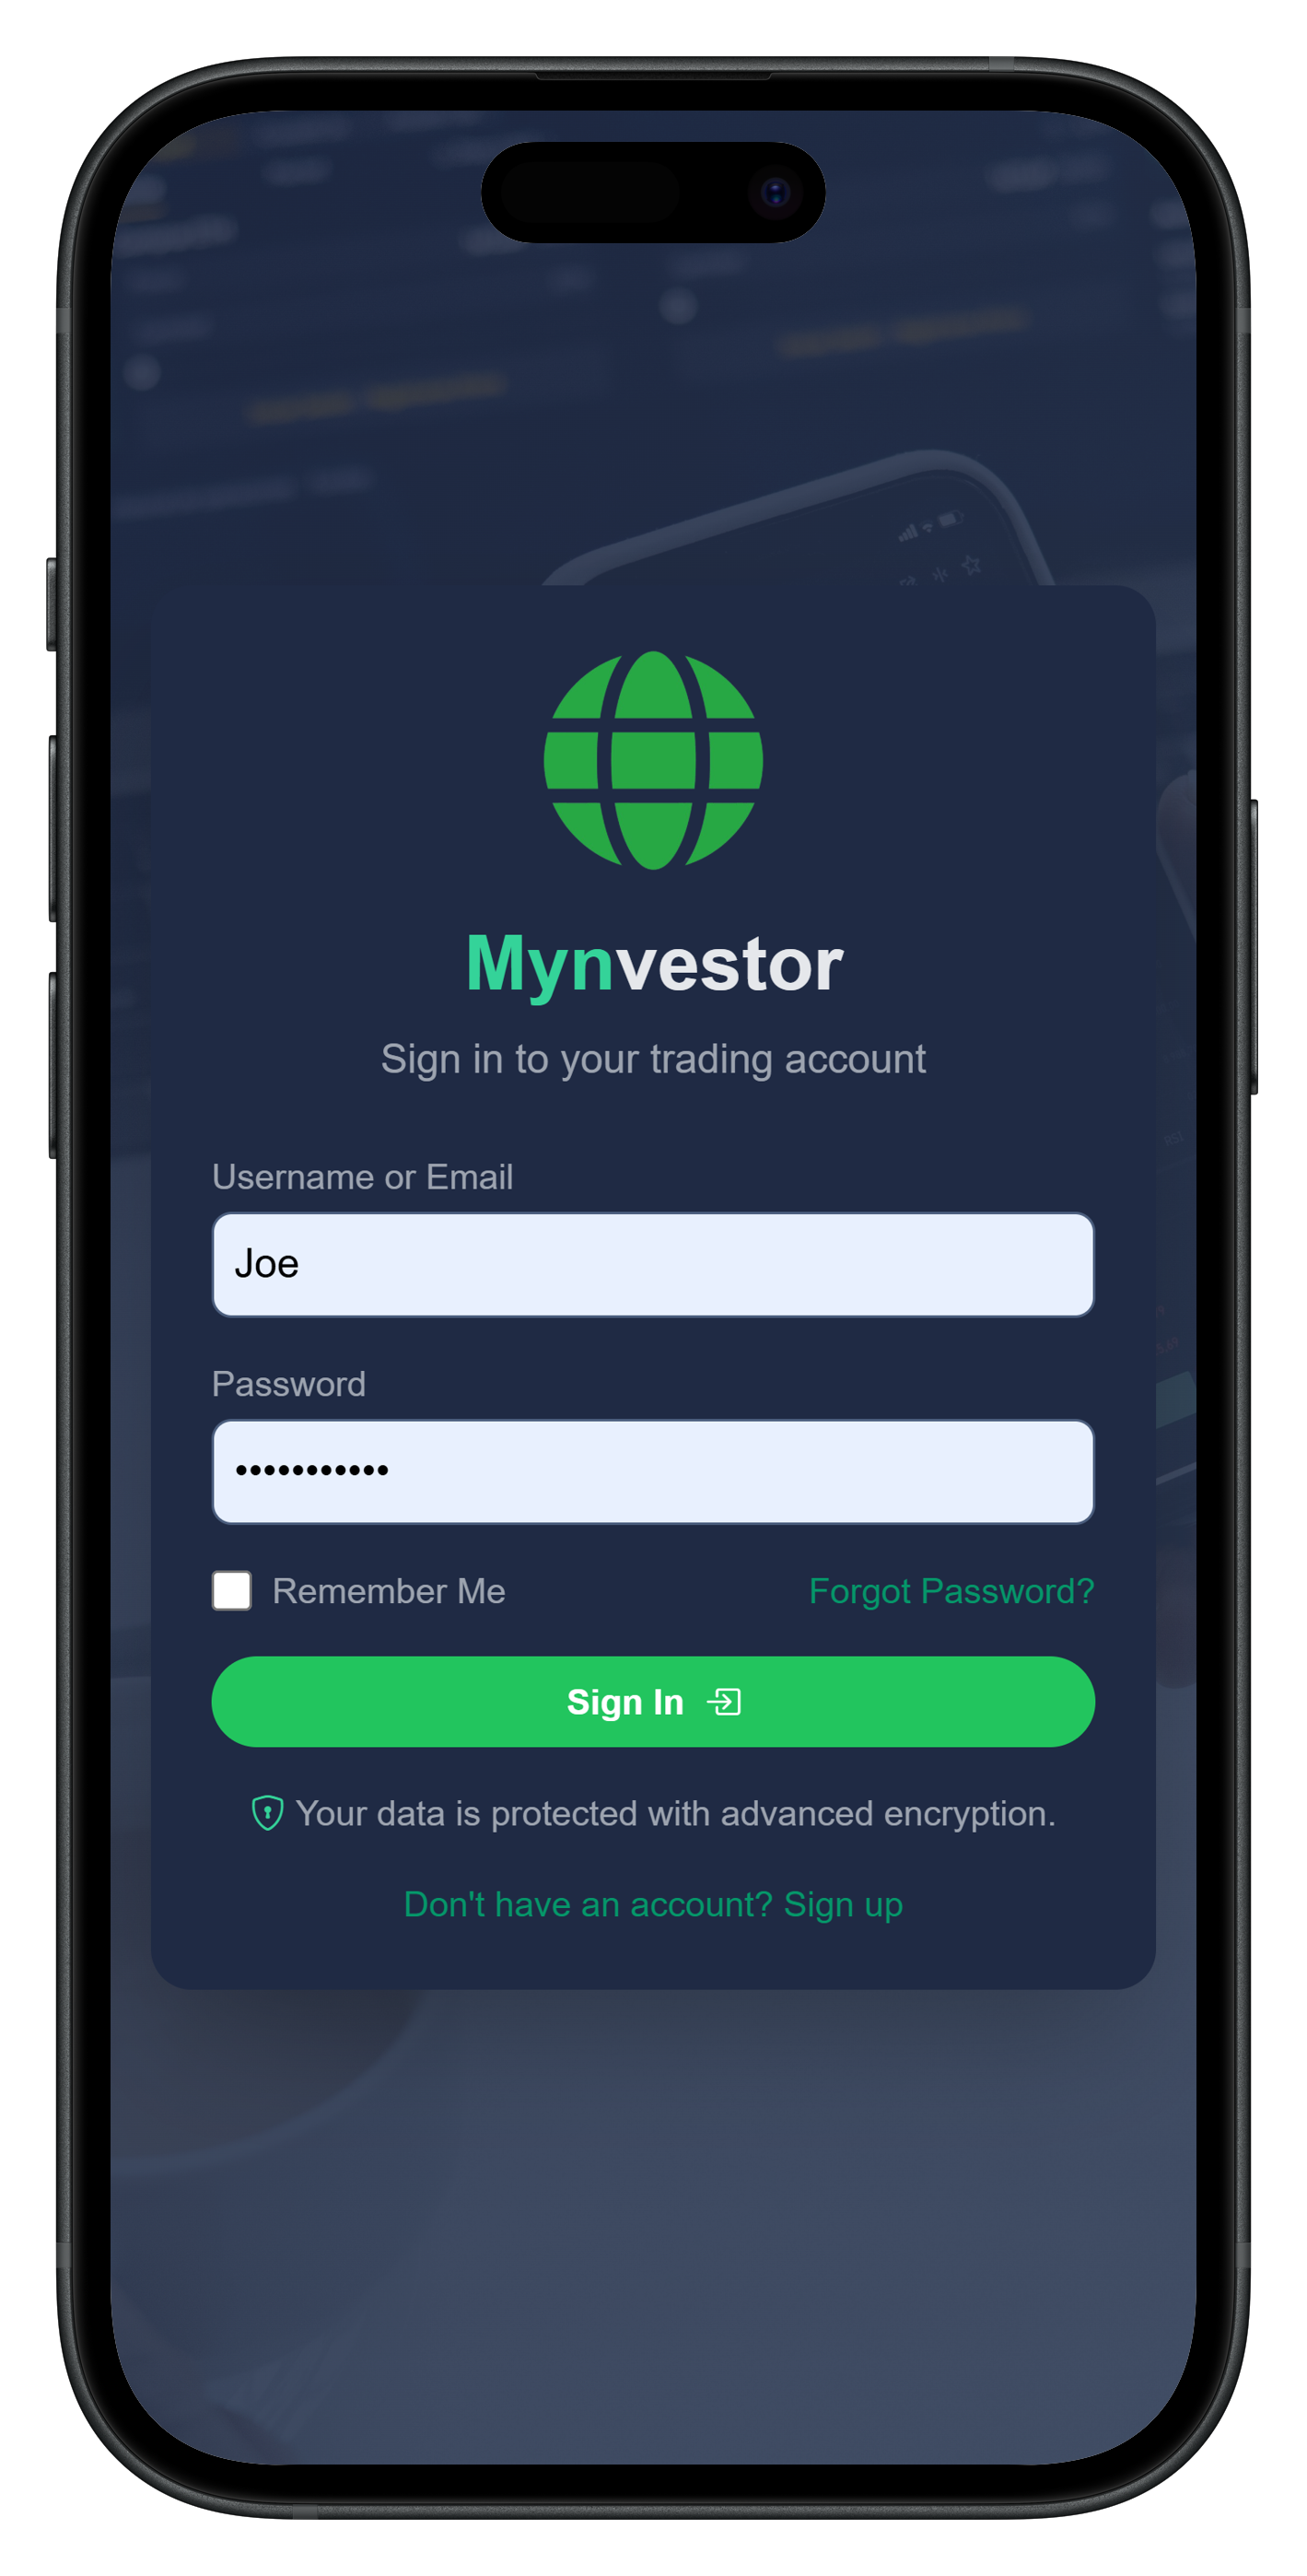 Mynvestor
Sign in to your trading account
Username or Email
Joe
Password
•••••••••••
Remember Me
Forgot Password?
Sign In
Your data is protected with advanced encryption.
Don't have an account? Sign up